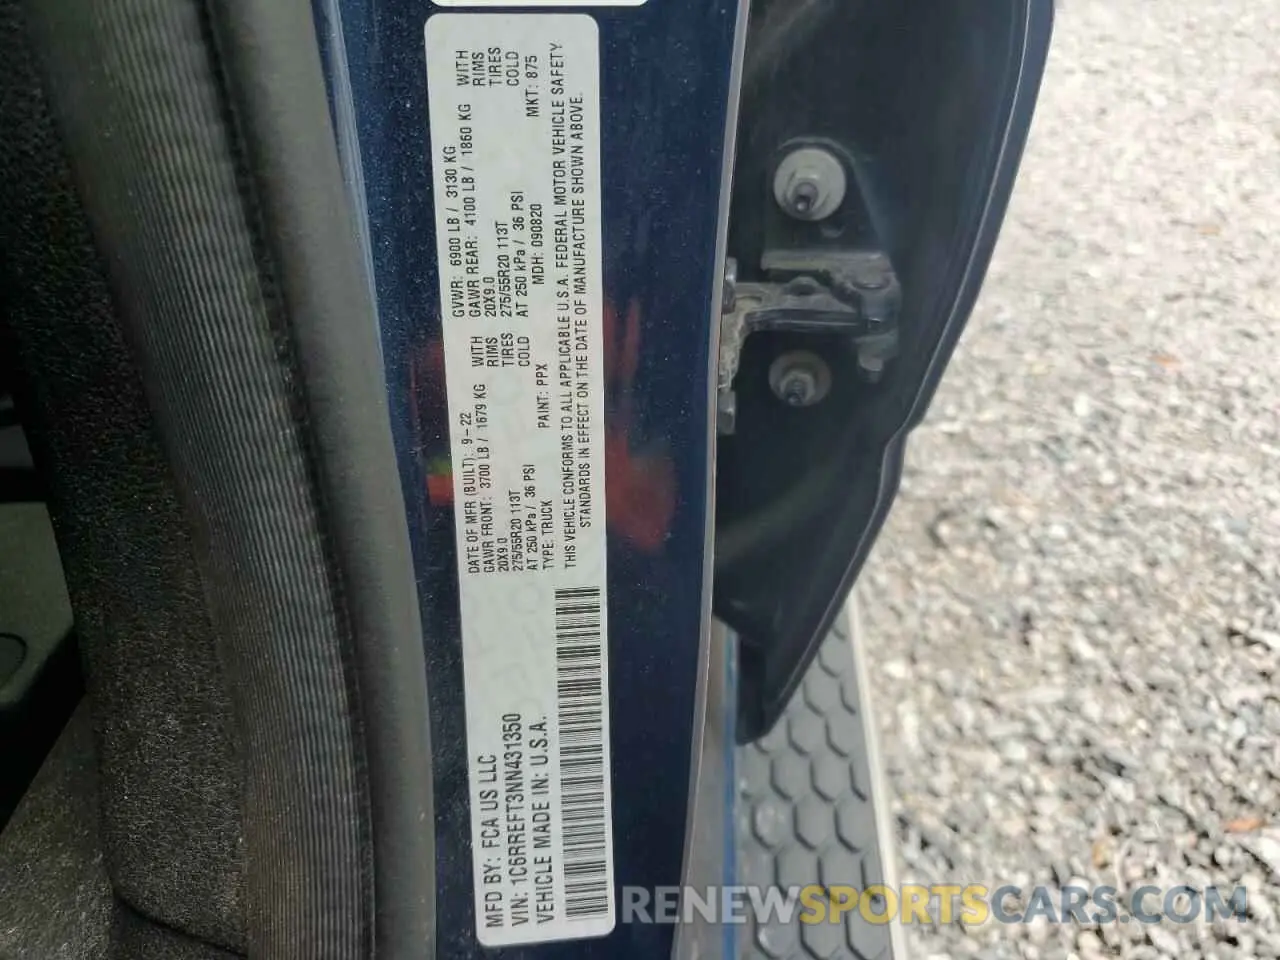 MFD BY: FCA US LLC
VIN: 1C6RREFT3NN431350
VEHICLE MADE IN: U.S.A.
DATE OF MFR (BUILT): 9-22
GAWR FRONT: 3700 LB / 1679 KG WITH
20X9.0 RIMS
275/55R20 113T TIRES
AT 250 kPa / 36 PSI COLD
TYPE: TRUCK PAINT: PPX
GVWR: 6900 LB / 3130 KG
GAWR REAR: 4100 LB / 1860 KG WITH
20X9.0 RIMS
275/55R20 113T TIRES
AT 250 kPa / 36 PSI COLD
MDH: 090820 MKT: 875
THIS VEHICLE CONFORMS TO ALL APPLICABLE U.S.A. FEDERAL MOTOR VEHICLE SAFETY
STANDARDS IN EFFECT ON THE DATE OF MANUFACTURE SHOWN ABOVE.
RENEWSPORTSCARS.COM